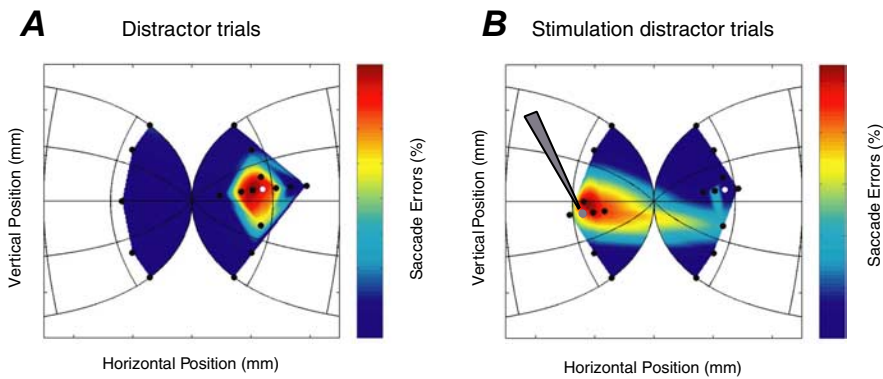 A
Distractor trials
Vertical Position (mm)
Horizontal Position (mm)
Saccade Errors (%)
B
Stimulation distractor trials
Vertical Position (mm)
Horizontal Position (mm)
Saccade Errors (%)